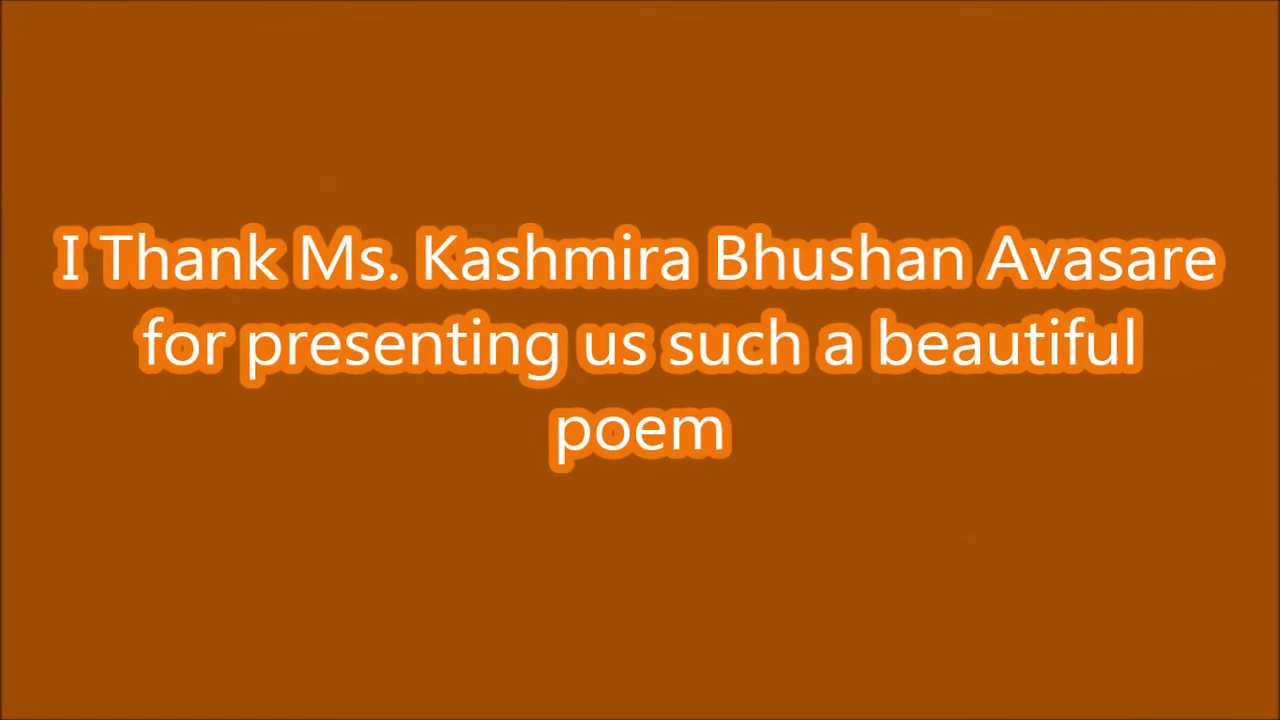 I Thank Ms. Kashmira Bhushan Avasare
for presenting us such a beautiful
poem